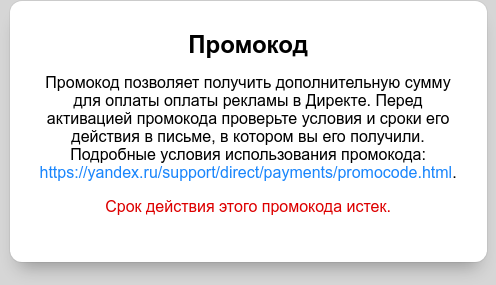 Промокод
Промокод позволяет получить дополнительную сумму
для оплаты оплаты рекламы в Директе. Перед
активацией промокода проверьте условия и сроки его
действия в письме, в котором вы его получили.
Подробные условия использования промокода:
https://yandex.ru/support/direct/payments/promocode.html.
Срок действия этого промокода истек.